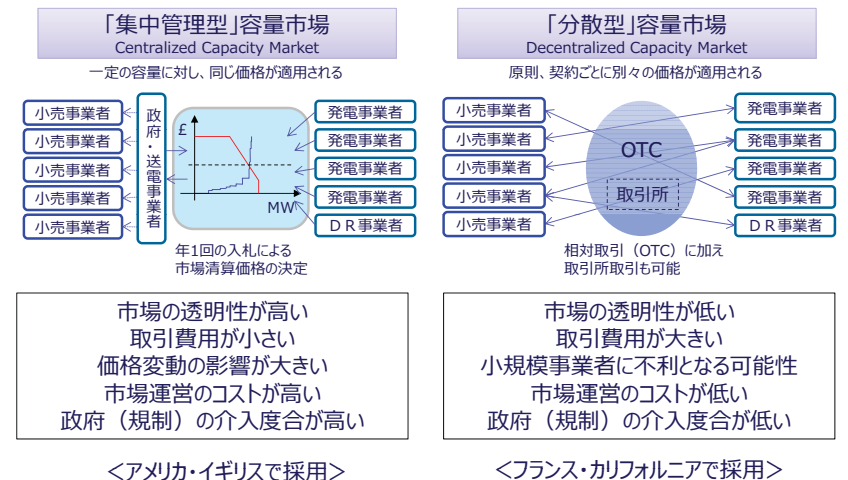 「集中管理型」容量市場
Centralized Capacity Market
一定の容量に対し、同じ価格が適用される
小売事業者
小売事業者
小売事業者
小売事業者
小売事業者
政府・送電事業者
£
MW
発電事業者
発電事業者
発電事業者
発電事業者
ＤＲ事業者
年1回の入札による
市場清算価格の決定
市場の透明性が高い
取引費用が小さい
価格変動の影響が大きい
市場運営のコストが高い
政府（規制）の介入度合が高い
＜アメリカ・イギリスで採用＞
「分散型」容量市場
Decentralized Capacity Market
原則、契約ごとに別々の価格が適用される
小売事業者
小売事業者
小売事業者
小売事業者
小売事業者
OTC
取引所
発電事業者
発電事業者
発電事業者
発電事業者
ＤＲ事業者
相対取引（OTC）に加え
取引所取引も可能
市場の透明性が低い
取引費用が大きい
小規模事業者に不利となる可能性
市場運営のコストが低い
政府（規制）の介入度合が低い
＜フランス・カリフォルニアで採用＞